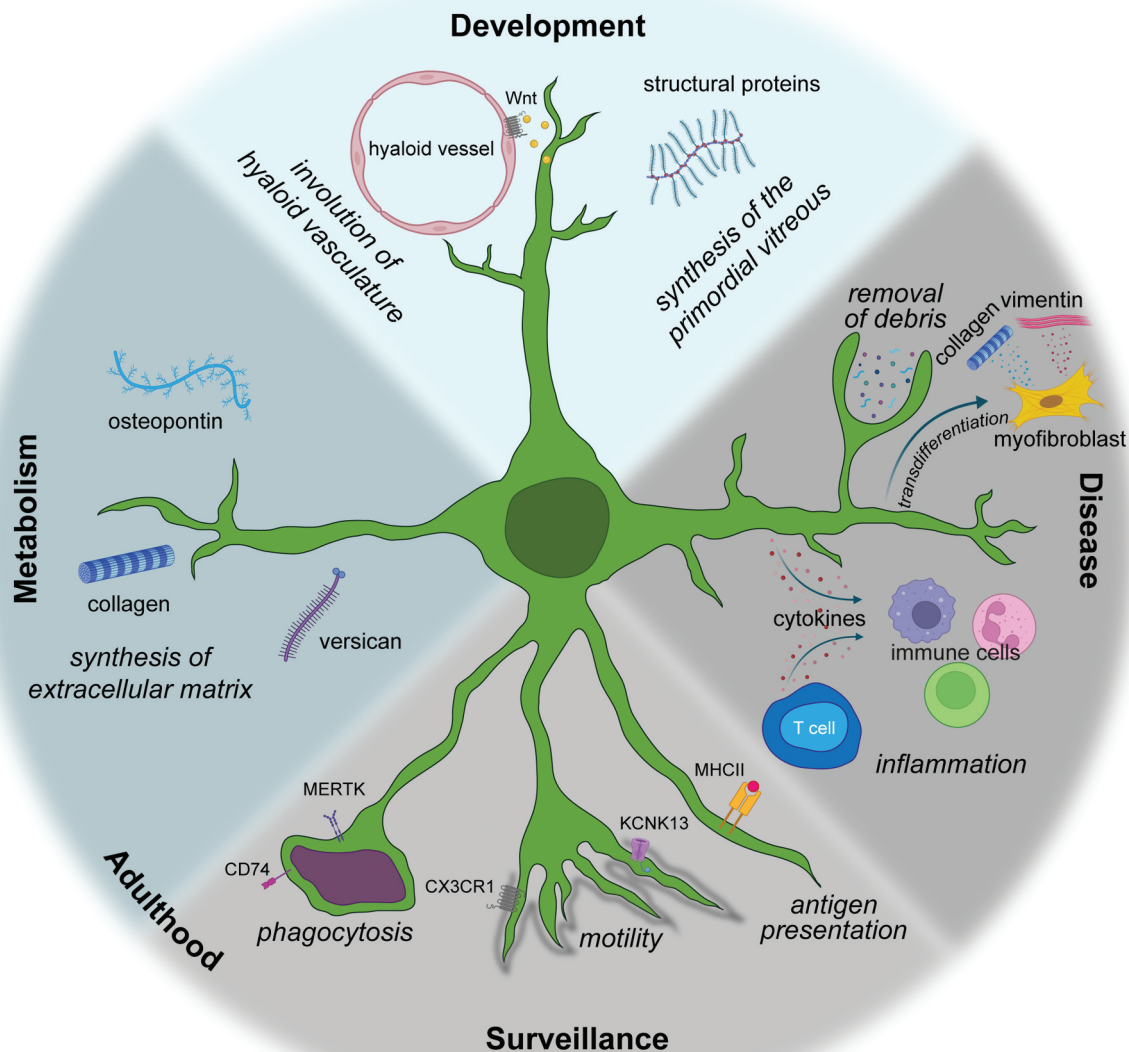 Development
Wnt
hyaloid vessel
involution of
hyaloid vasculature
structural proteins
synthesis of the
primordial vitreous
removal
of debris
collagen
vimentin
transdifferentiation
myofibroblast
Disease
cytokines
immune cells
T cell
inflammation
Metabolism
osteopontin
collagen
versican
synthesis of
extracellular matrix
Adulthood
MERTK
CD74
phagocytosis
CX3CR1
KCNK13
motility
MHCII
antigen
presentation
Surveillance